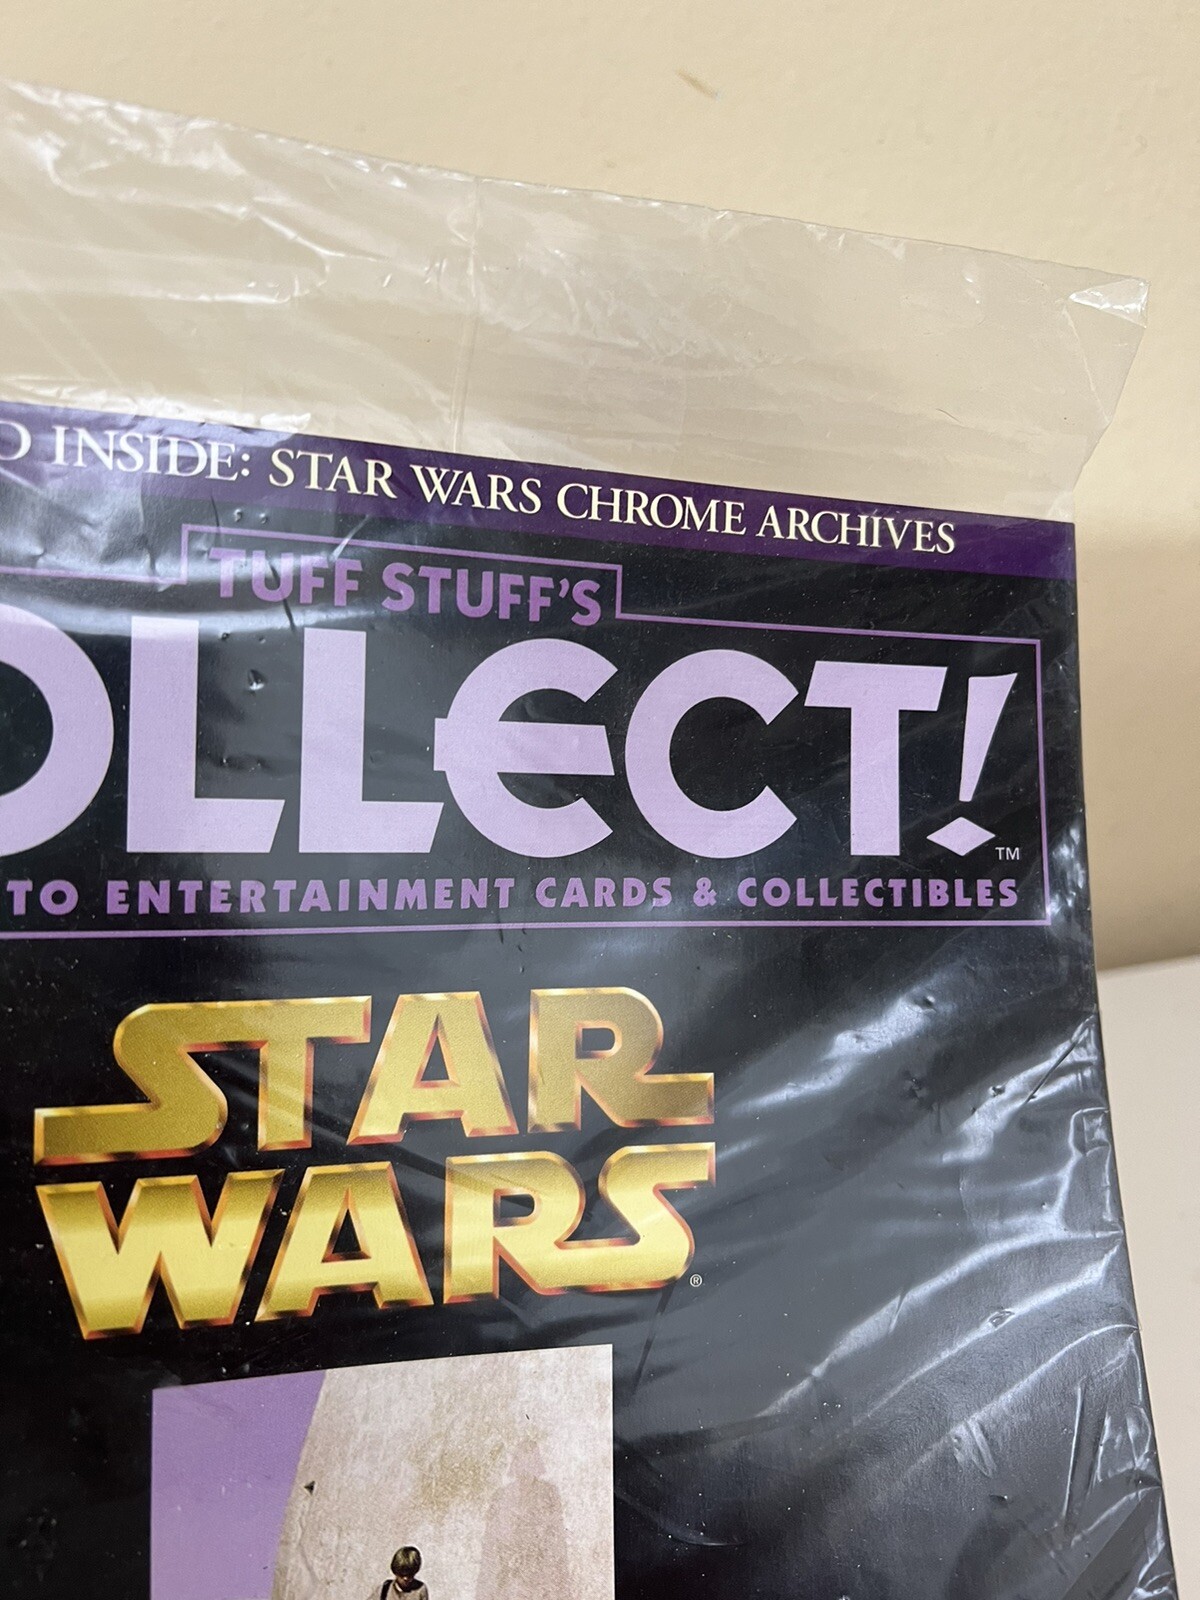 INSIDE: STAR WARS CHROME ARCHIVES
TUFF STUFF'S
OLLECT!™
TO ENTERTAINMENT CARDS & COLLECTIBLES
STAR
WARS®